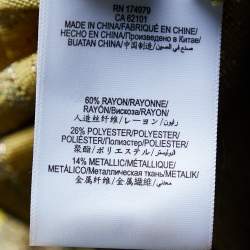 RN 174979
CA 62101
MADE IN CHINA/FABRIQUÉ EN CHINE/
HECHO EN CHINA/Произведено в Китае/
BUATAN CHINA/中国制造/صنع في الصين
60% RAYON/RAYONNE/
RAYÓN/Вискоза/RAYON/
人造丝纤维/レーヨン/رايون
26% POLYESTER/POLYESTER/
POLIÉSTER/Полиэстер/POLYESTER/
聚酯/ポリエステル/بوليستر
14% METALLIC/MÉTALLIQUE/
METÁLICO/Металлическая ткань/METALIK/
金属纤维/金属繊維/معدني